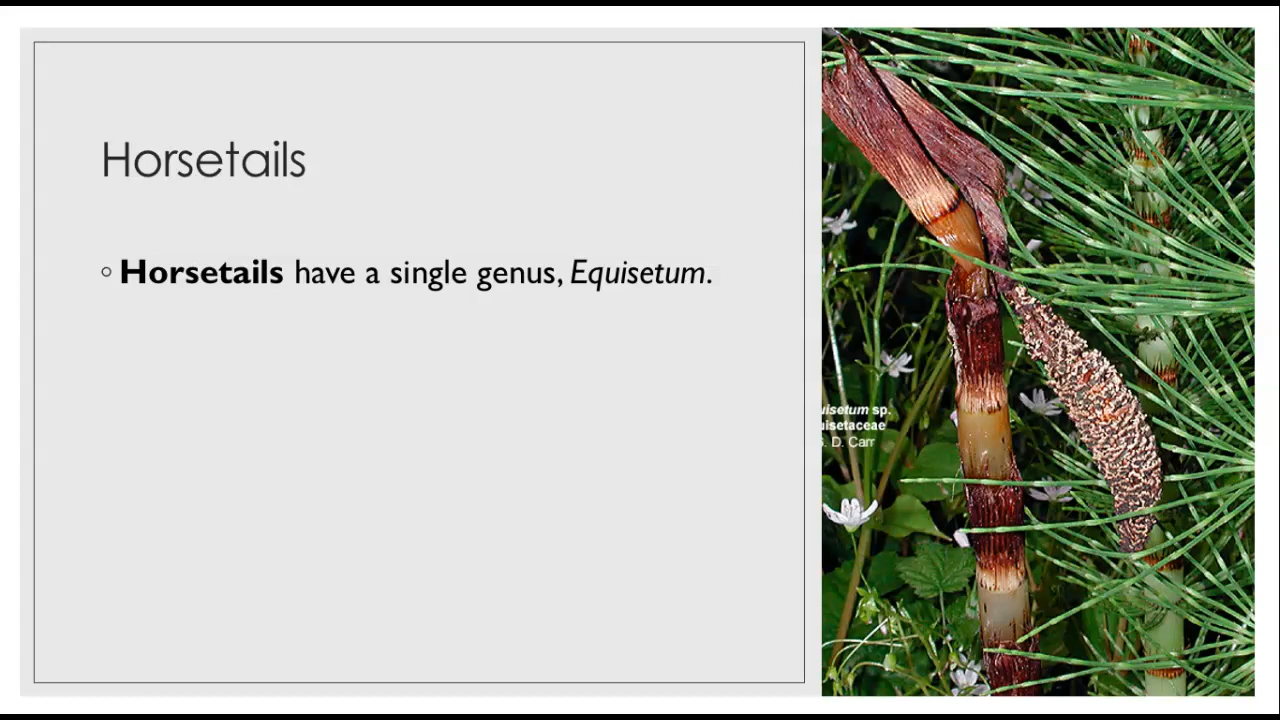 Horsetails
◦ Horsetails have a single genus, Equisetum.
uisetum sp.
uisetaceae
G. D. Carr